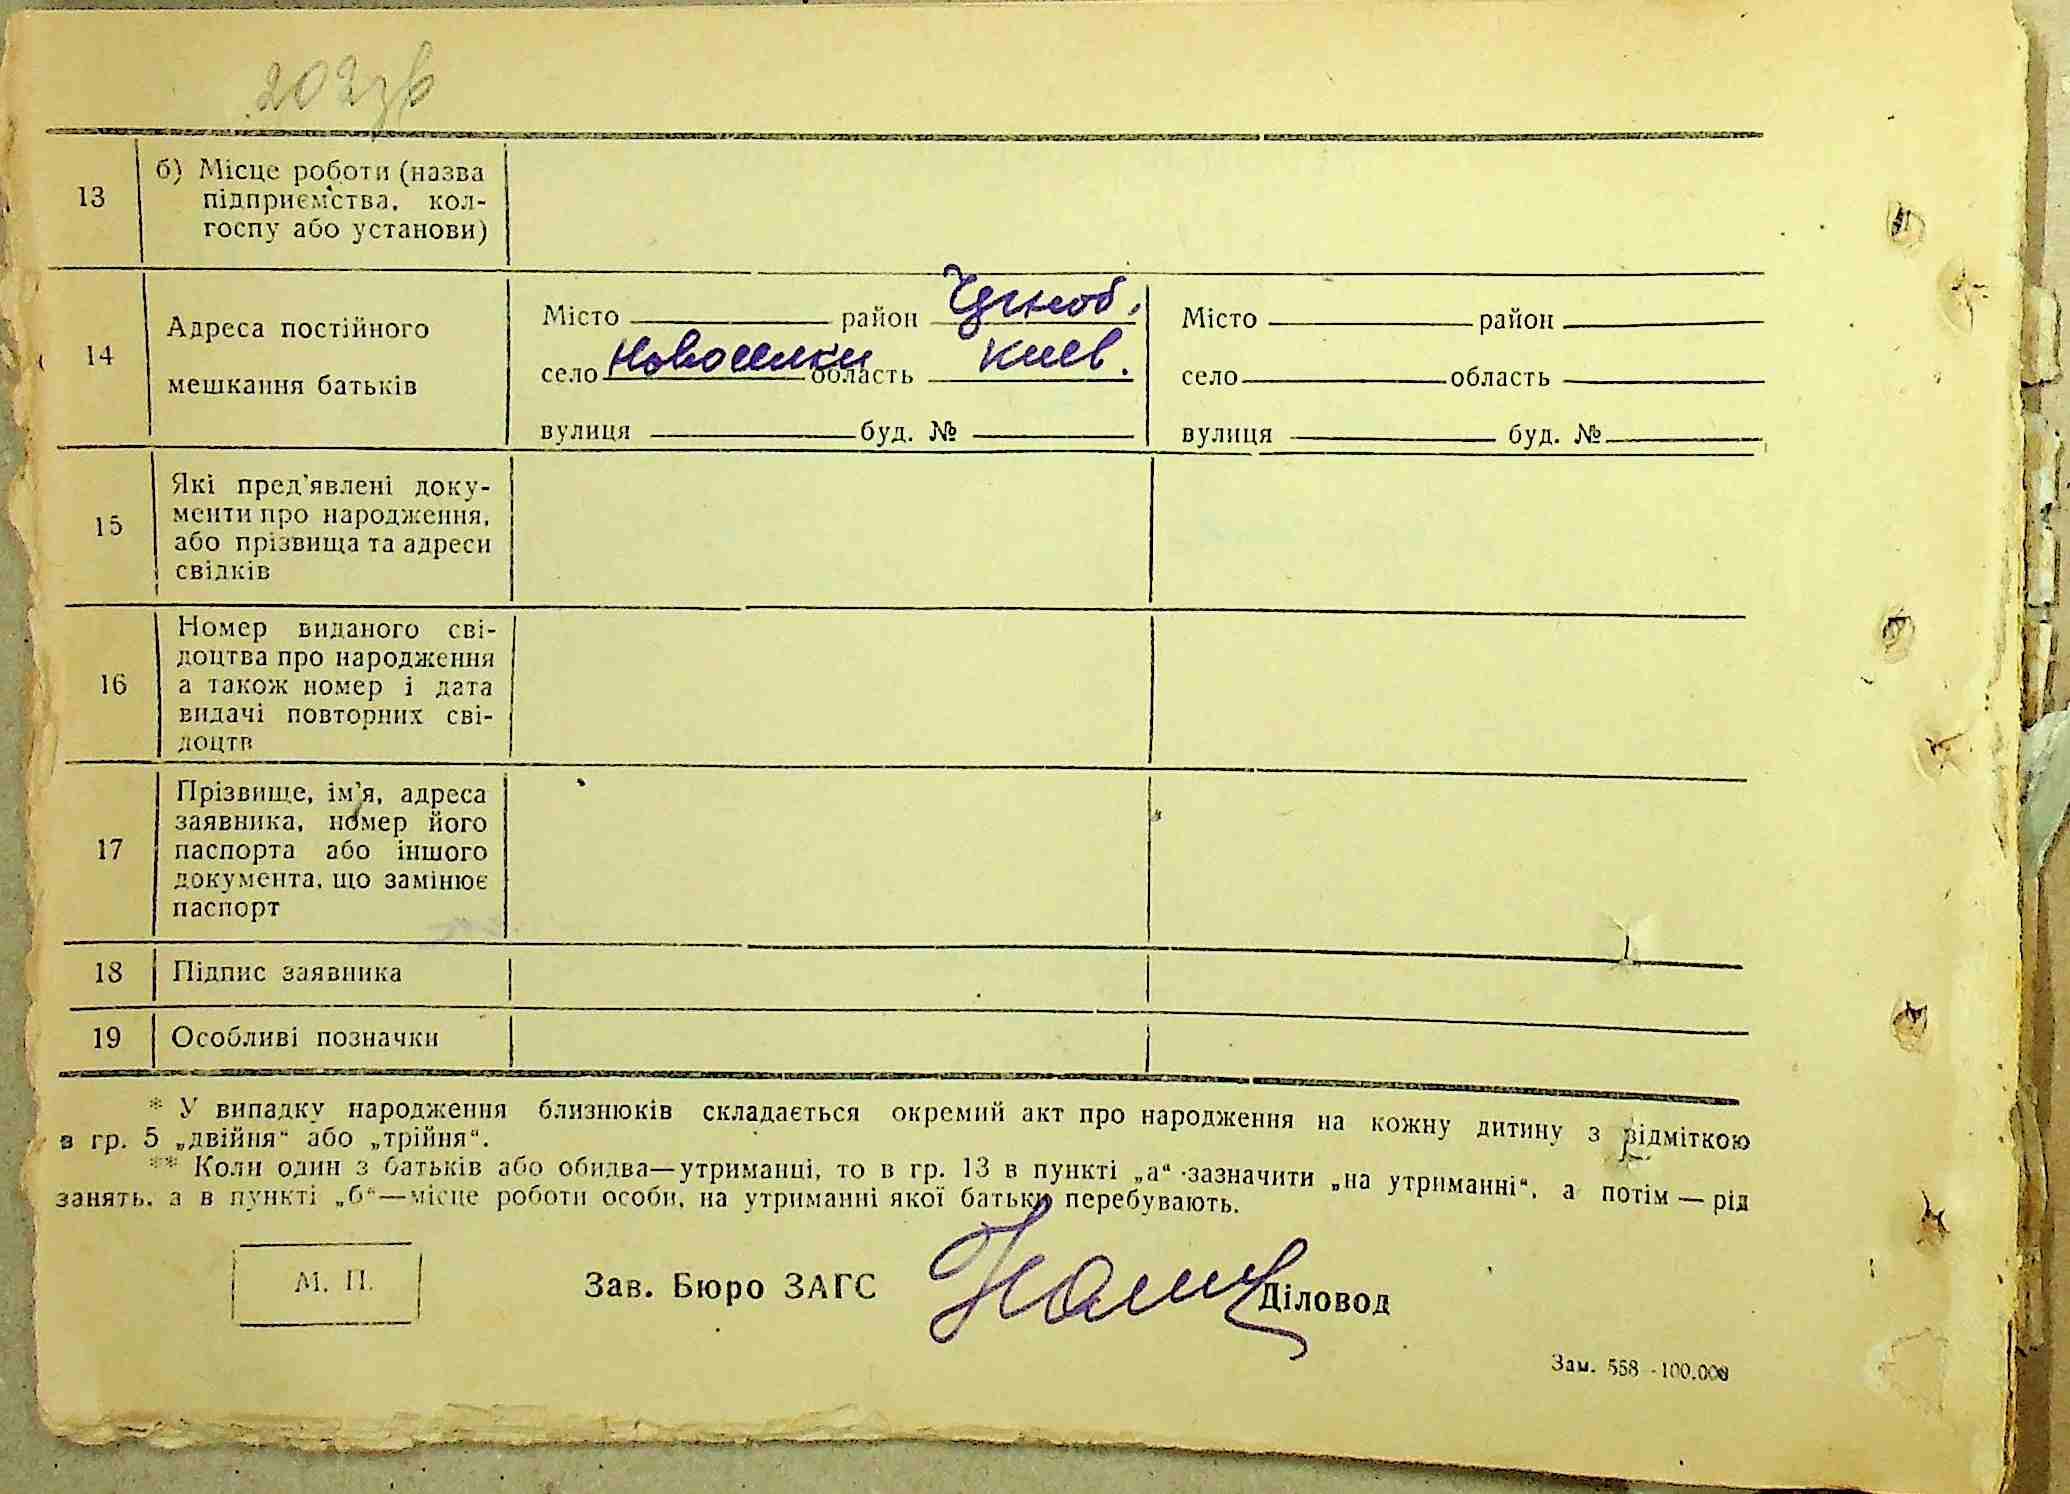 202зв
13
б) Місце роботи (назва
підприємства, кол-
госпу або установи)
14
Адреса постійного
мешкання батьків
Місто район
село Новоселки область Киев.
вулиця буд. №
Місто район
село область
вулиця буд. №
15
Які пред'явлені доку-
менти про народження,
або прізвища та адреси
свідків
16
Номер виданого сві-
доцтва про народження
а також номер і дата
видачі повторних сві-
доцтв
17
Прізвище, ім'я, адреса
заявника, номер його
паспорта або іншого
документа, що замінює
паспорт
18
Підпис заявника
19
Особливі позначки
* У випадку народження близнюків складається окремий акт про народження на кожну дитину з відміткою
в гр. 5 „двійня“ або „трійня“.
** Коли один з батьків або обидва—утриманці, то в гр. 13 в пункті „а“ зазначити „на утриманні“, а потім — рід
занять, а в пункті „б“—місце роботи особи, на утриманні якої батьки перебувають.
М. П.
Зав. Бюро ЗАГС
Діловод
Зам. 558 -100.000